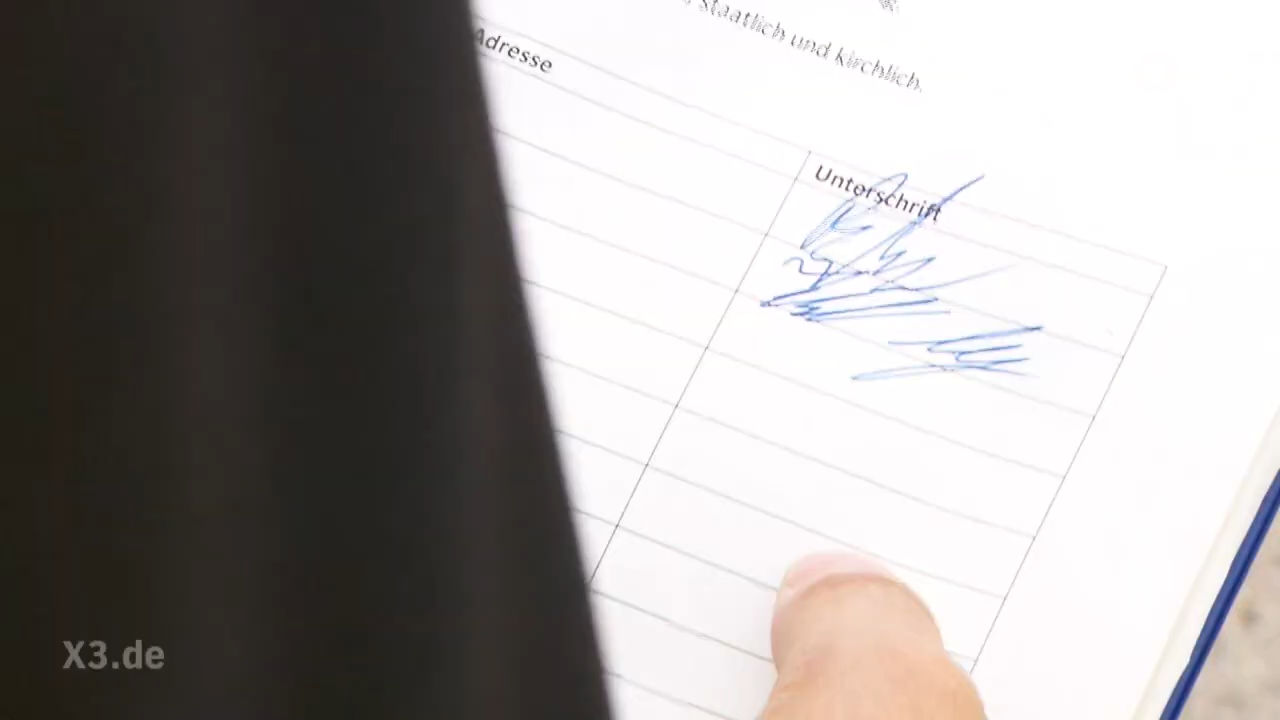 staatlich und kirchlich.
Adresse
Unterschrift
X3.de